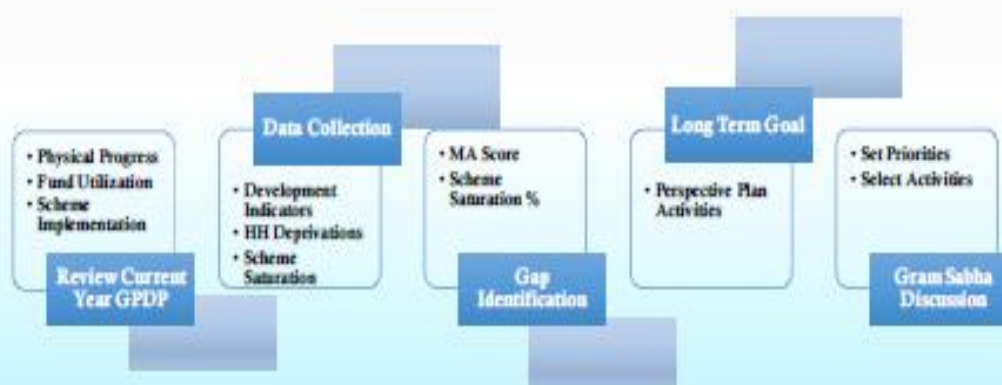 • Physical Progress
• Fund Utilization
• Scheme
Implementation
Review Current
Year GPDP
Data Collection
• Development
Indicators
• HH Deprivations
• Scheme
Saturation
• MA Score
• Scheme
Saturation %
Gap
Identification
Long Term Goal
• Perspective Plan
Activities
• Set Priorities
• Select Activities
Gram Sabha
Discussion